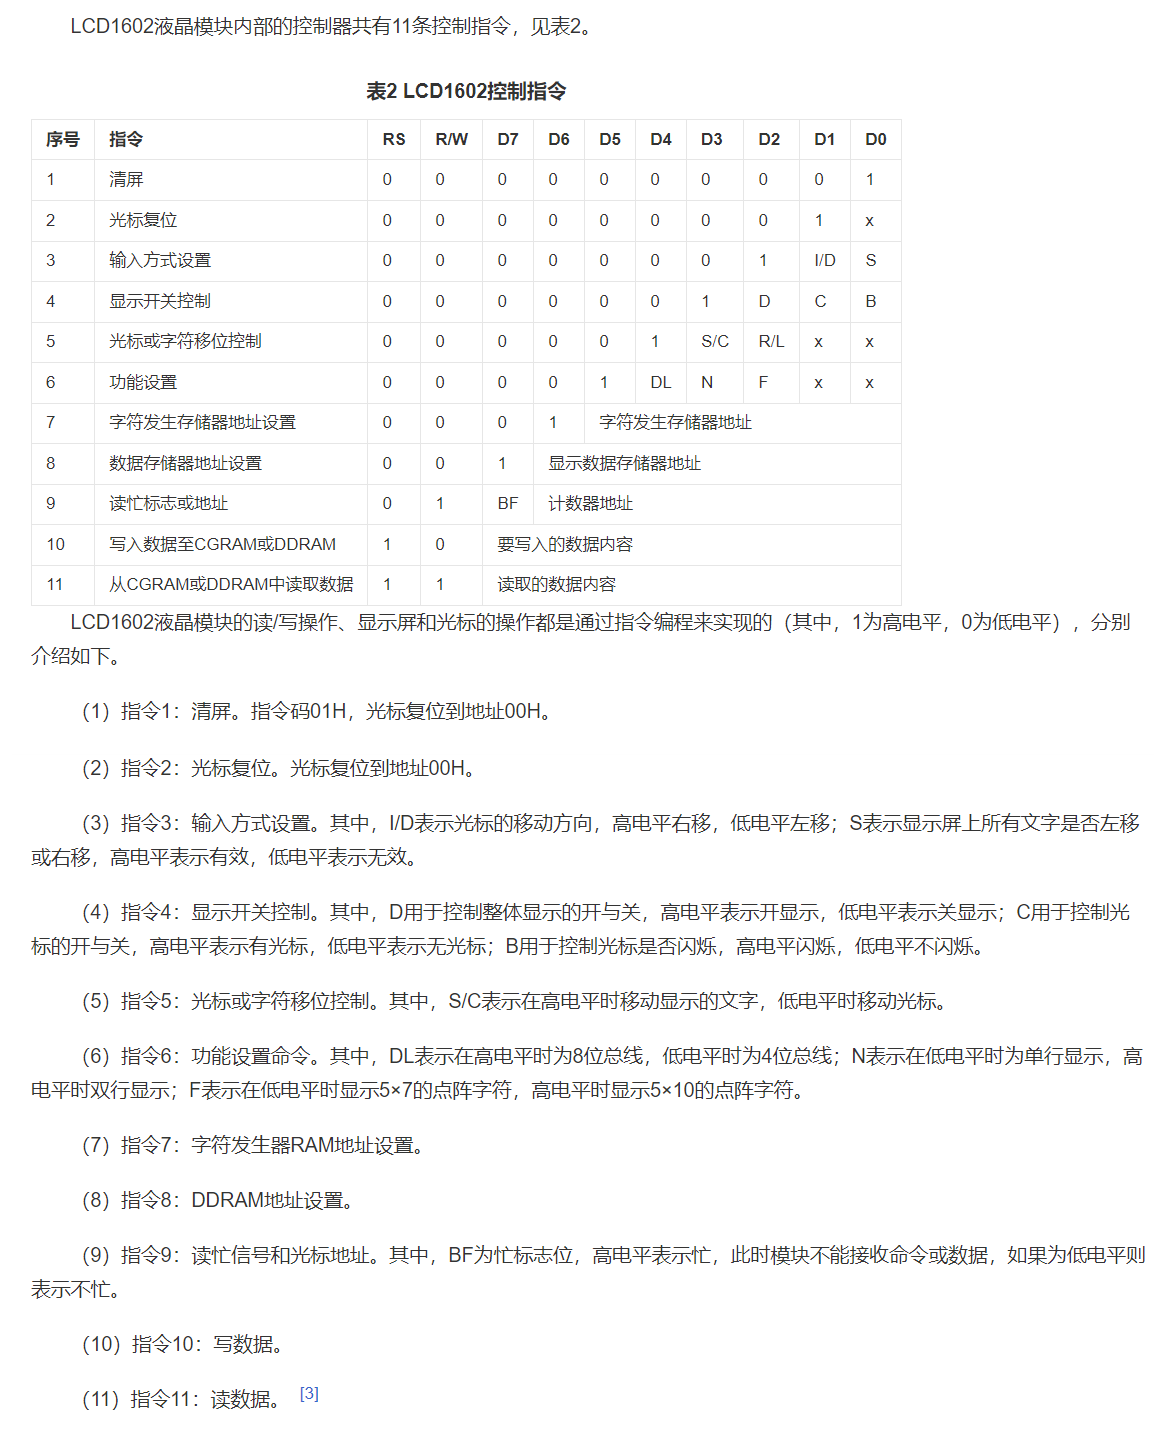 LCD1602液晶模块内部的控制器共有11条控制指令，见表2。
表2 LCD1602控制指令
序号 指令 RS R/W D7 D6 D5 D4 D3 D2 D1 D0
1 清屏 0 0 0 0 0 0 0 0 0 1
2 光标复位 0 0 0 0 0 0 0 0 1 x
3 输入方式设置 0 0 0 0 0 0 0 1 I/D S
4 显示开关控制 0 0 0 0 0 0 1 D C B
5 光标或字符移位控制 0 0 0 0 0 1 S/C R/L x x
6 功能设置 0 0 0 0 1 DL N F x x
7 字符发生存储器地址设置 0 0 0 1 字符发生存储器地址
8 数据存储器地址设置 0 0 1 显示数据存储器地址
9 读忙标志或地址 0 1 BF 计数器地址
10 写入数据至CGRAM或DDRAM 1 0 要写入的数据内容
11 从CGRAM或DDRAM中读取数据 1 1 读取的数据内容
LCD1602液晶模块的读/写操作、显示屏和光标的操作都是通过指令编程来实现的（其中，1为高电平，0为低电平），分别
介绍如下。
（1）指令1：清屏。指令码01H，光标复位到地址00H。
（2）指令2：光标复位。光标复位到地址00H。
（3）指令3：输入方式设置。其中，I/D表示光标的移动方向，高电平右移，低电平左移；S表示显示屏上所有文字是否左移
或右移，高电平表示有效，低电平表示无效。
（4）指令4：显示开关控制。其中，D用于控制整体显示的开与关，高电平表示开显示，低电平表示关显示；C用于控制光
标的开与关，高电平表示有光标，低电平表示无光标；B用于控制光标是否闪烁，高电平闪烁，低电平不闪烁。
（5）指令5：光标或字符移位控制。其中，S/C表示在高电平时移动显示的文字，低电平时移动光标。
（6）指令6：功能设置命令。其中，DL表示在高电平时为8位总线，低电平时为4位总线；N表示在低电平时为单行显示，高
电平时双行显示；F表示在低电平时显示5×7的点阵字符，高电平时显示5×10的点阵字符。
（7）指令7：字符发生器RAM地址设置。
（8）指令8：DDRAM地址设置。
（9）指令9：读忙信号和光标地址。其中，BF为忙标志位，高电平表示忙，此时模块不能接收命令或数据，如果为低电平则
表示不忙。
（10）指令10：写数据。
（11）指令11：读数据。 [3]